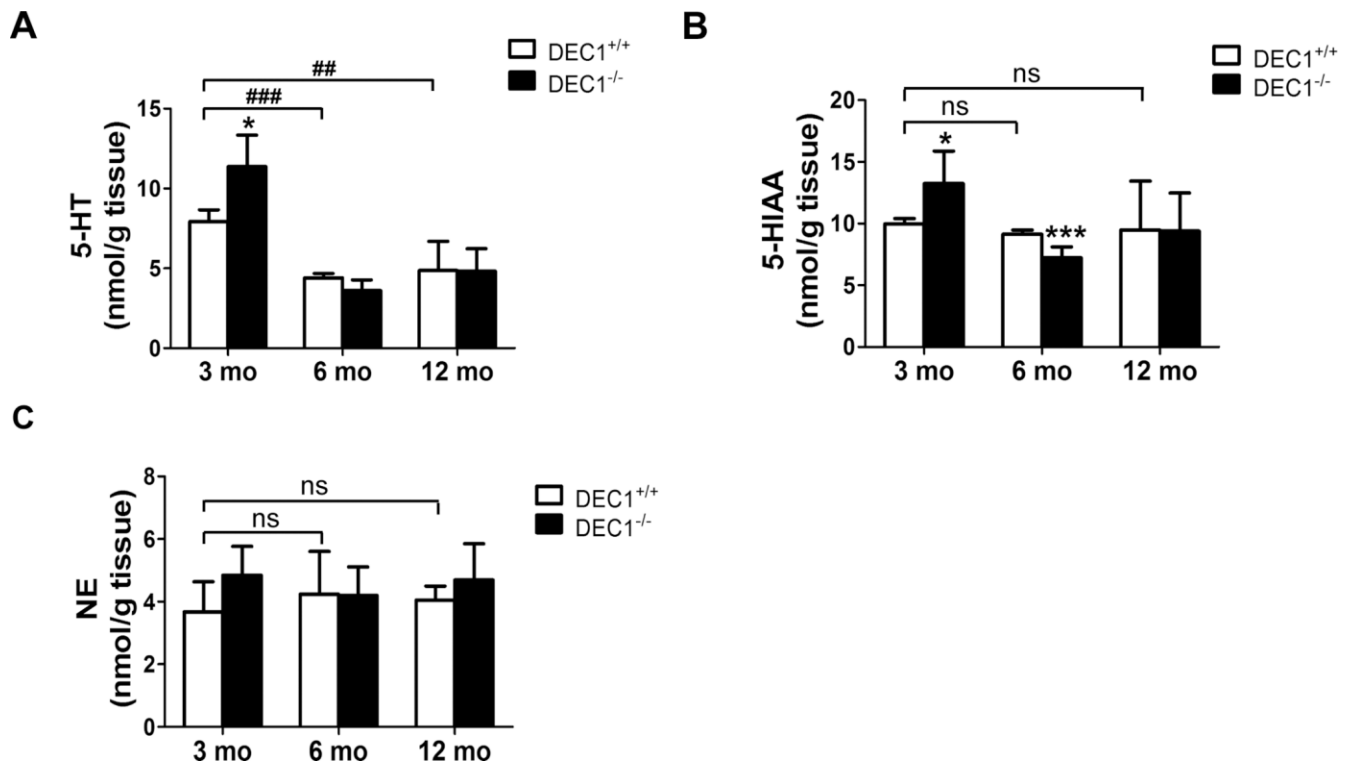 A
DEC1+/+
DEC1-/-
##
###
*
15
10
5
0
5-HT
(nmol/g tissue)
3 mo 6 mo 12 mo
B
DEC1+/+
DEC1-/-
ns
ns
*
***
20
15
10
5
0
5-HIAA
(nmol/g tissue)
3 mo 6 mo 12 mo
C
DEC1+/+
DEC1-/-
ns
ns
8
6
4
2
0
NE
(nmol/g tissue)
3 mo 6 mo 12 mo